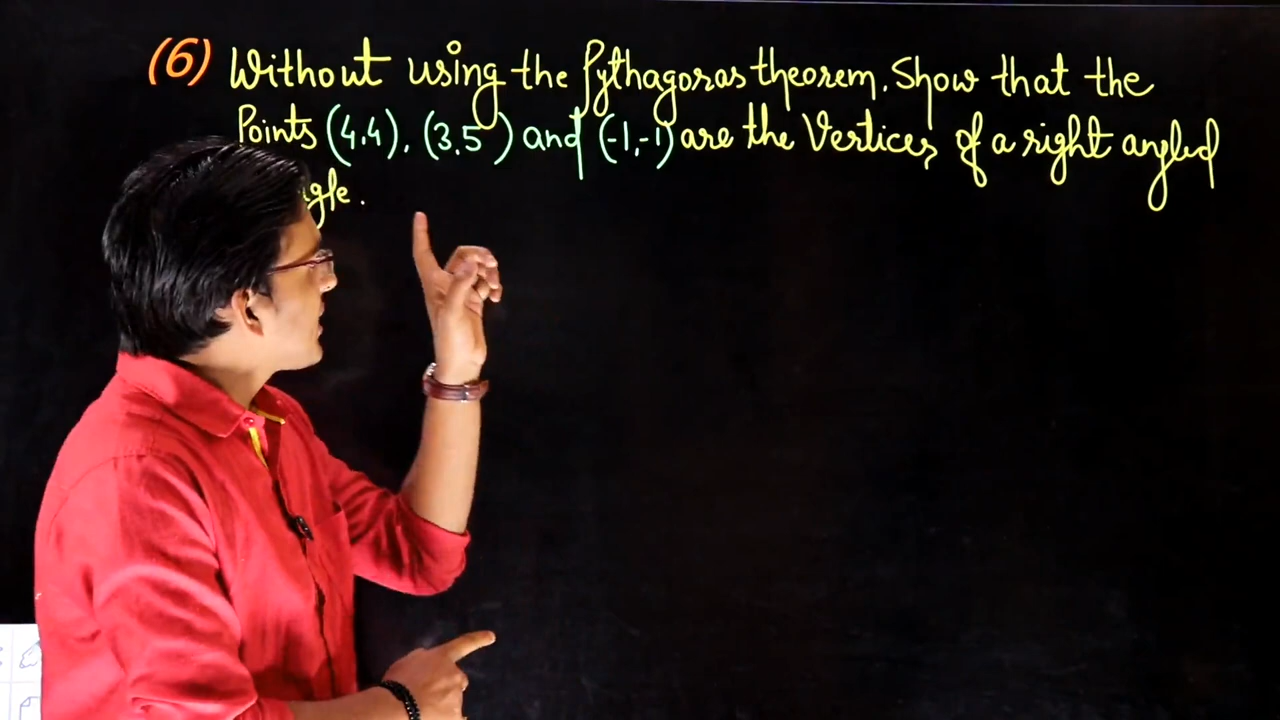 (6) Without using the Pythagoras theorem. Show that the
Points (4,4), (3,5) and (-1,-1) are the Vertices of a right angled
gle.